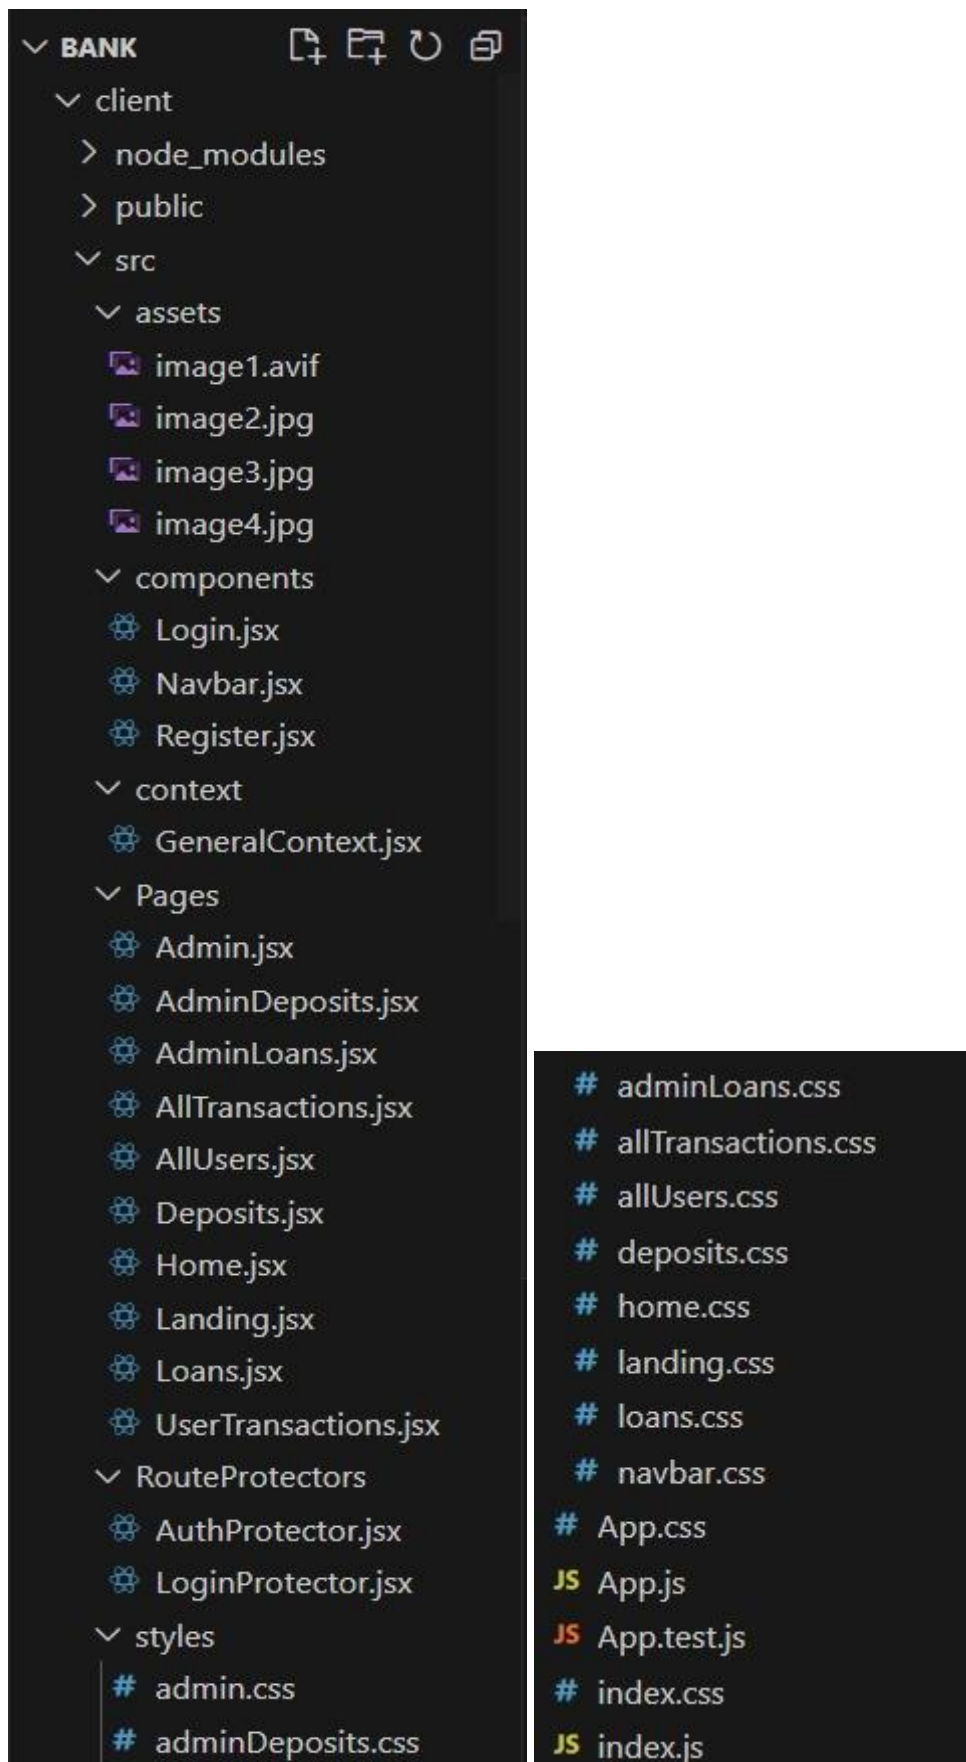 BANK
client
node_modules
public
src
assets
image1.avif
image2.jpg
image3.jpg
image4.jpg
components
Login.jsx
Navbar.jsx
Register.jsx
context
GeneralContext.jsx
Pages
Admin.jsx
AdminDeposits.jsx
AdminLoans.jsx
AllTransactions.jsx
AllUsers.jsx
Deposits.jsx
Home.jsx
Landing.jsx
Loans.jsx
UserTransactions.jsx
RouteProtectors
AuthProtector.jsx
LoginProtector.jsx
styles
# admin.css
# adminDeposits.css
# adminLoans.css
# allTransactions.css
# allUsers.css
# deposits.css
# home.css
# landing.css
# loans.css
# navbar.css
# App.css
JS App.js
JS App.test.js
# index.css
JS index.js